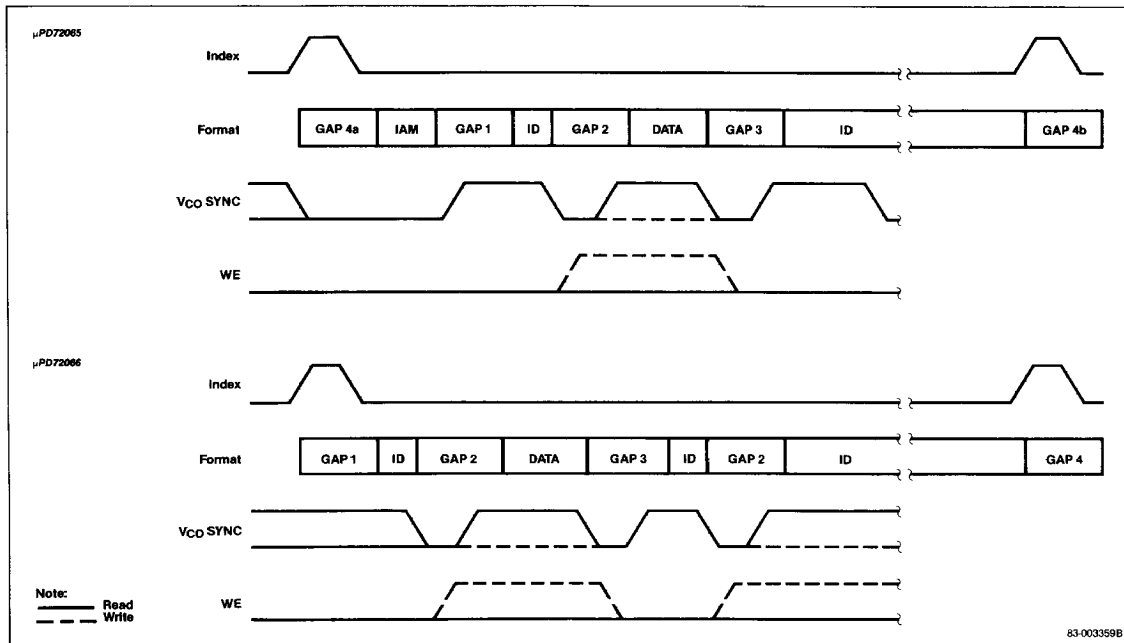 µPD72065
Index
Format GAP 4a IAM GAP 1 ID GAP 2 DATA GAP 3 ID GAP 4b
VCO SYNC
WE
µPD72066
Index
Format GAP 1 ID GAP 2 DATA GAP 3 ID GAP 2 ID GAP 4
VCD SYNC
WE
Note:
Read
Write
83-003359B